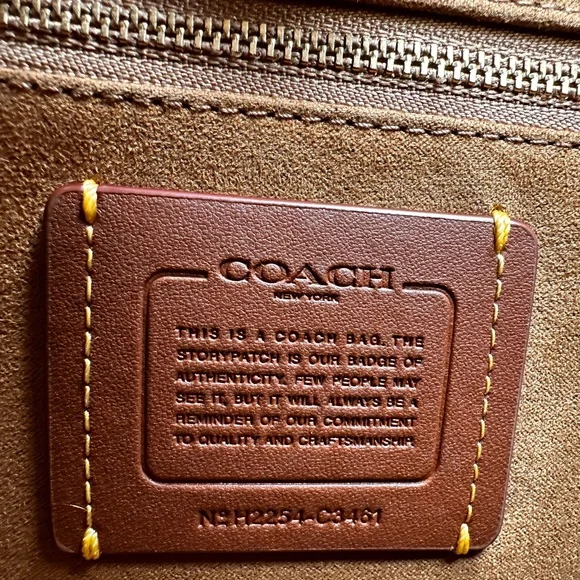 COACH
NEW YORK
THIS IS A COACH BAG. THE
STORYPATCH IS OUR BADGE OF
AUTHENTICITY. FEW PEOPLE MAY
SEE IT, BUT IT WILL ALWAYS BE A
REMINDER OF OUR COMMITMENT
TO QUALITY AND CRAFTSMANSHIP.
Nº H2254-C3461